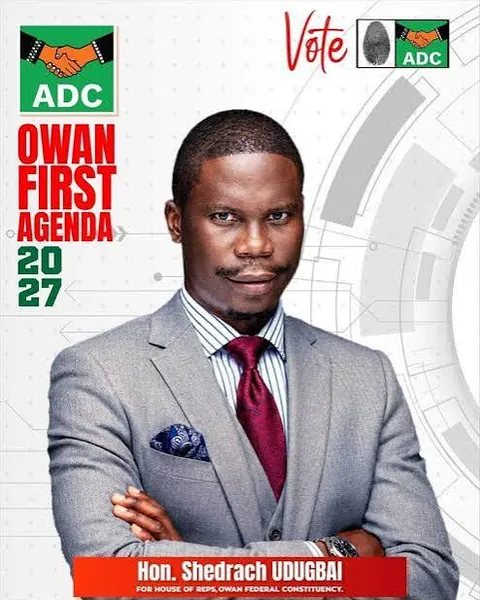 Vote
ADC
ADC
OWAN
FIRST
AGENDA
20
27
Hon. Shedrach UDUGBAI
FOR HOUSE OF REPS, OWAN FEDERAL CONSTITUENCY.